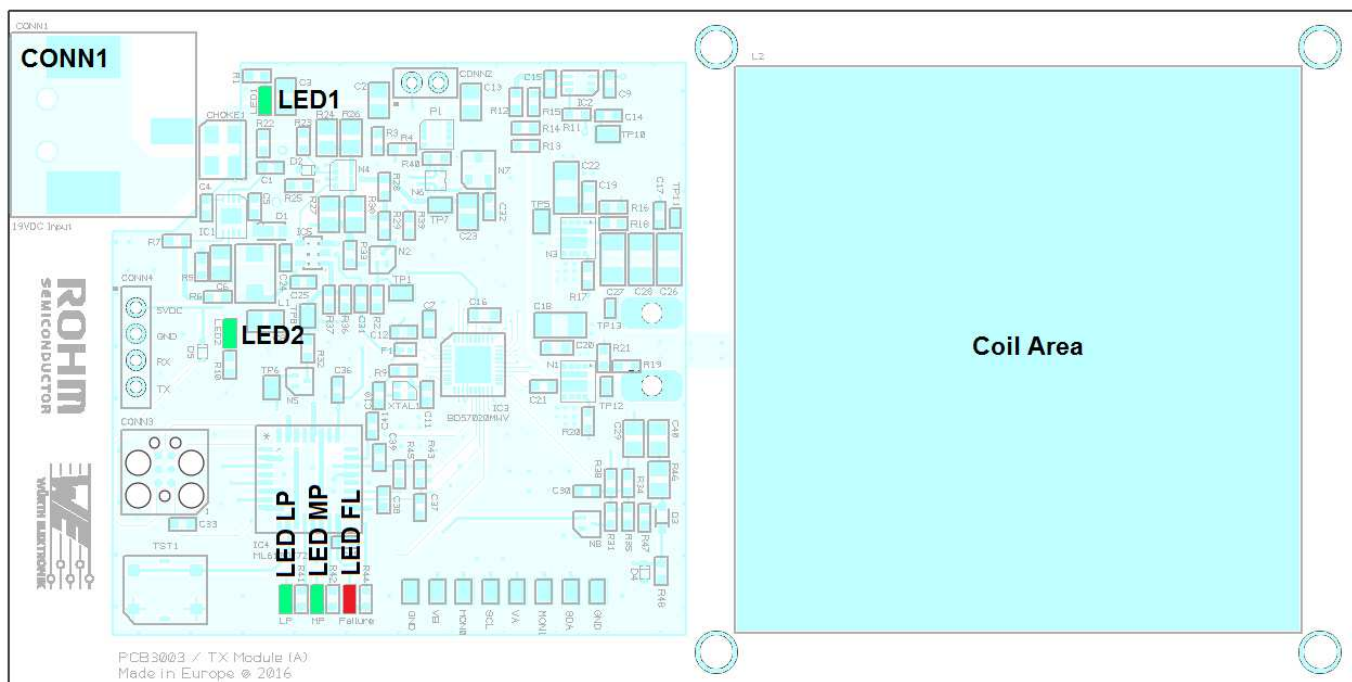 CONN1
CONN1
19VDC Input
L2
R1
C3
LED1
LED1
C2
CONN2
C13
C15
IC2
C9
R12
R15
R11
C14
R14
TP10
R13
CHOKE1
R22
R23
R24
R26
R3
R4
P1
R40
N7
D2
N4
C1
R25
R28
N6
TP7
C22
C19
C17
TP11
R16
R18
TP5
C4
IC1
D1
R27
R30
R29
R39
C23
C32
R7
IC5
N2
N3
R5
C6
R6
C24
C25
TP1
R17
C27
C28
C26
CONN4
5VDC
GND
RX
TX
L1
R37
R36
C31
C7
C16
C18
TP13
LED2
LED2
D5
R10
R32
C12
F1
C20
R21
R19
ROHM
SEMICONDUCTOR
TP6
N5
C36
R9
XTAL1
C10
C11
IC3
BD57020MWV
C21
N1
TP12
R20
Coil Area
CONN3
1
C33
C41
C39
R45
R43
C38
C37
C29
C40
R46
R38
R34
C30
N8
R31
R35
R47
D3
D4
R48
WÜRTH ELEKTRONIK
TST1
IC4
LED LP
LED MP
LED FL
R41
R42
R44
LP
MP
Failure
GND
VB
MON0
SCL
VA
MON1
SDA
GND
PCB3003 / TX Module (A)
Made in Europe @ 2016